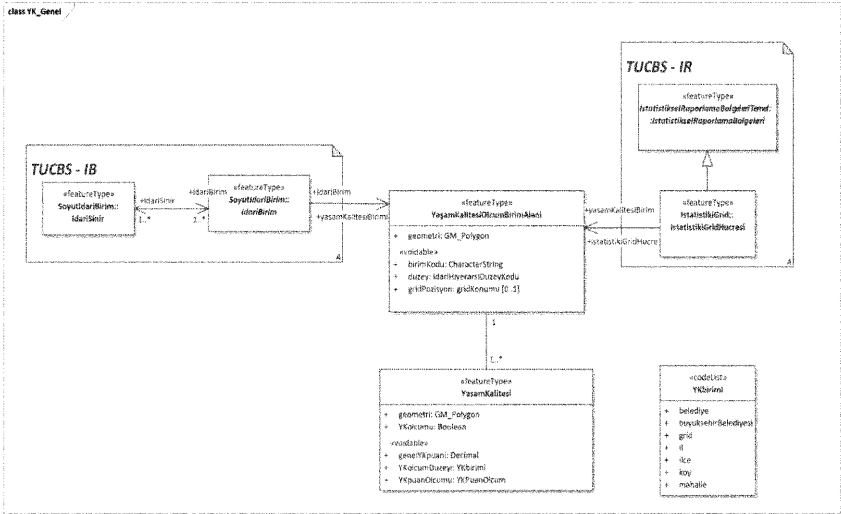 class YK_Genel
TUCBS - IB
«featureType»
SoyutIdariBirim::
IdariSinir
+IdariSinir
1..*
+IdariBirim
2..*
«featureType»
SoyutIdariBirim::
IdariBirim
+IdariBirim
+yasamKalitesiBirimi
«featureType»
YasamKalitesiOlcumBirimAlani
+ geometri: GM_Polygon
«voidable»
+ birimKodu: CharacterString
+ duzey: IdariHiyerarsiDuzeyKodu
+ gridPozisyon: gridKonumu [0..1]
TUCBS - IR
«featureType»
IstatistikselRaporlamaBolgeleriTemel:
:IstatistikselRaporlamaBolgeleri
«featureType»
IstatistikiGrid::
IstatistikiGridHucresi
+yasamKalitesiBirim
+istatistikiGridHucre
1
1..*
«featureType»
YasamKalitesi
+ geometri: GM_Polygon
+ YKolcumu: Boolean
«voidable»
+ genelYKpuani: Decimal
+ YKolcumDuzeyi: YKbirimi
+ YKpuanOlcumu: YKPuanOlcum
«codeList»
YKbirimi
+ belediye
+ buyuksehirBelediyesi
+ grid
+ il
+ ilce
+ koy
+ mahalle